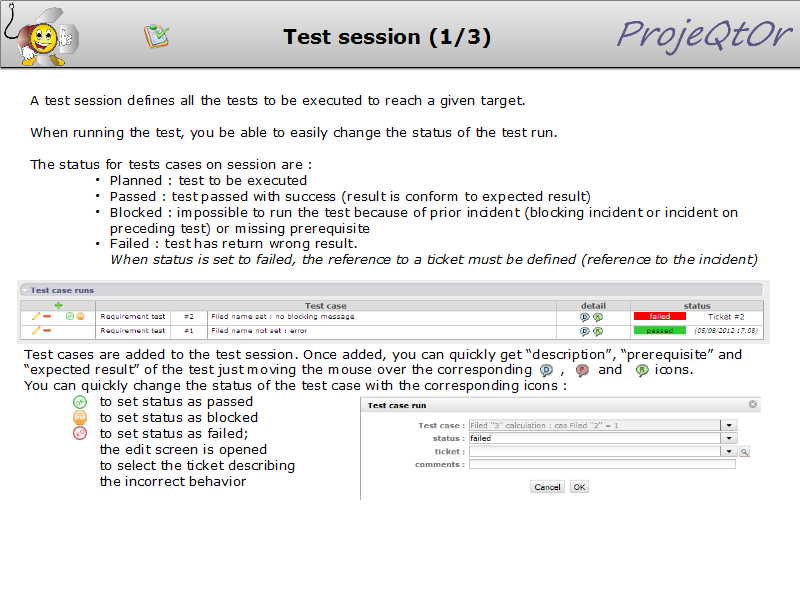 Test session (1/3)
ProjeQtOr
A test session defines all the tests to be executed to reach a given target.
When running the test, you be able to easily change the status of the test run.
The status for tests cases on session are :
• Planned : test to be executed
• Passed : test passed with success (result is conform to expected result)
• Blocked : impossible to run the test because of prior incident (blocking incident or incident on
preceding test) or missing prerequisite
• Failed : test has return wrong result.
When status is set to failed, the reference to a ticket must be defined (reference to the incident)
Test case runs
Test case detail status
Requirement test #2 Filed name set : no blocking message D R failed Ticket #2
Requirement test #1 Filed name not set : error D R passed (05/08/2012 17:08)
Test cases are added to the test session. Once added, you can quickly get “description”, “prerequisite” and
“expected result” of the test just moving the mouse over the corresponding D , P and R icons.
You can quickly change the status of the test case with the corresponding icons :
OK to set status as passed
to set status as blocked
KO to set status as failed;
the edit screen is opened
to select the ticket describing
the incorrect behavior
Test case run
Test case : Filed "3" calculation : cas Filed "2" = 1
status : failed
ticket :
comments :
Cancel OK